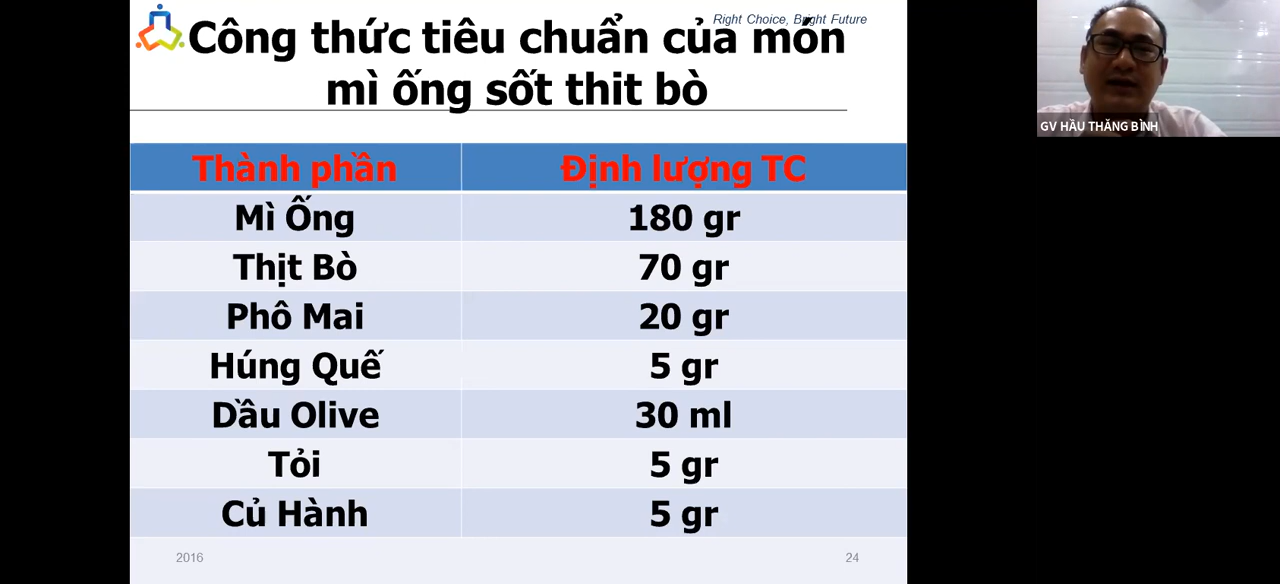 Right Choice, Bright Future
Công thức tiêu chuẩn của món
mì ống sốt thit bò
Thành phần Định lượng TC
Mì Ống 180 gr
Thịt Bò 70 gr
Phô Mai 20 gr
Húng Quế 5 gr
Dầu Olive 30 ml
Tỏi 5 gr
Củ Hành 5 gr
2016 24
GV HẦU THĂNG BÌNH